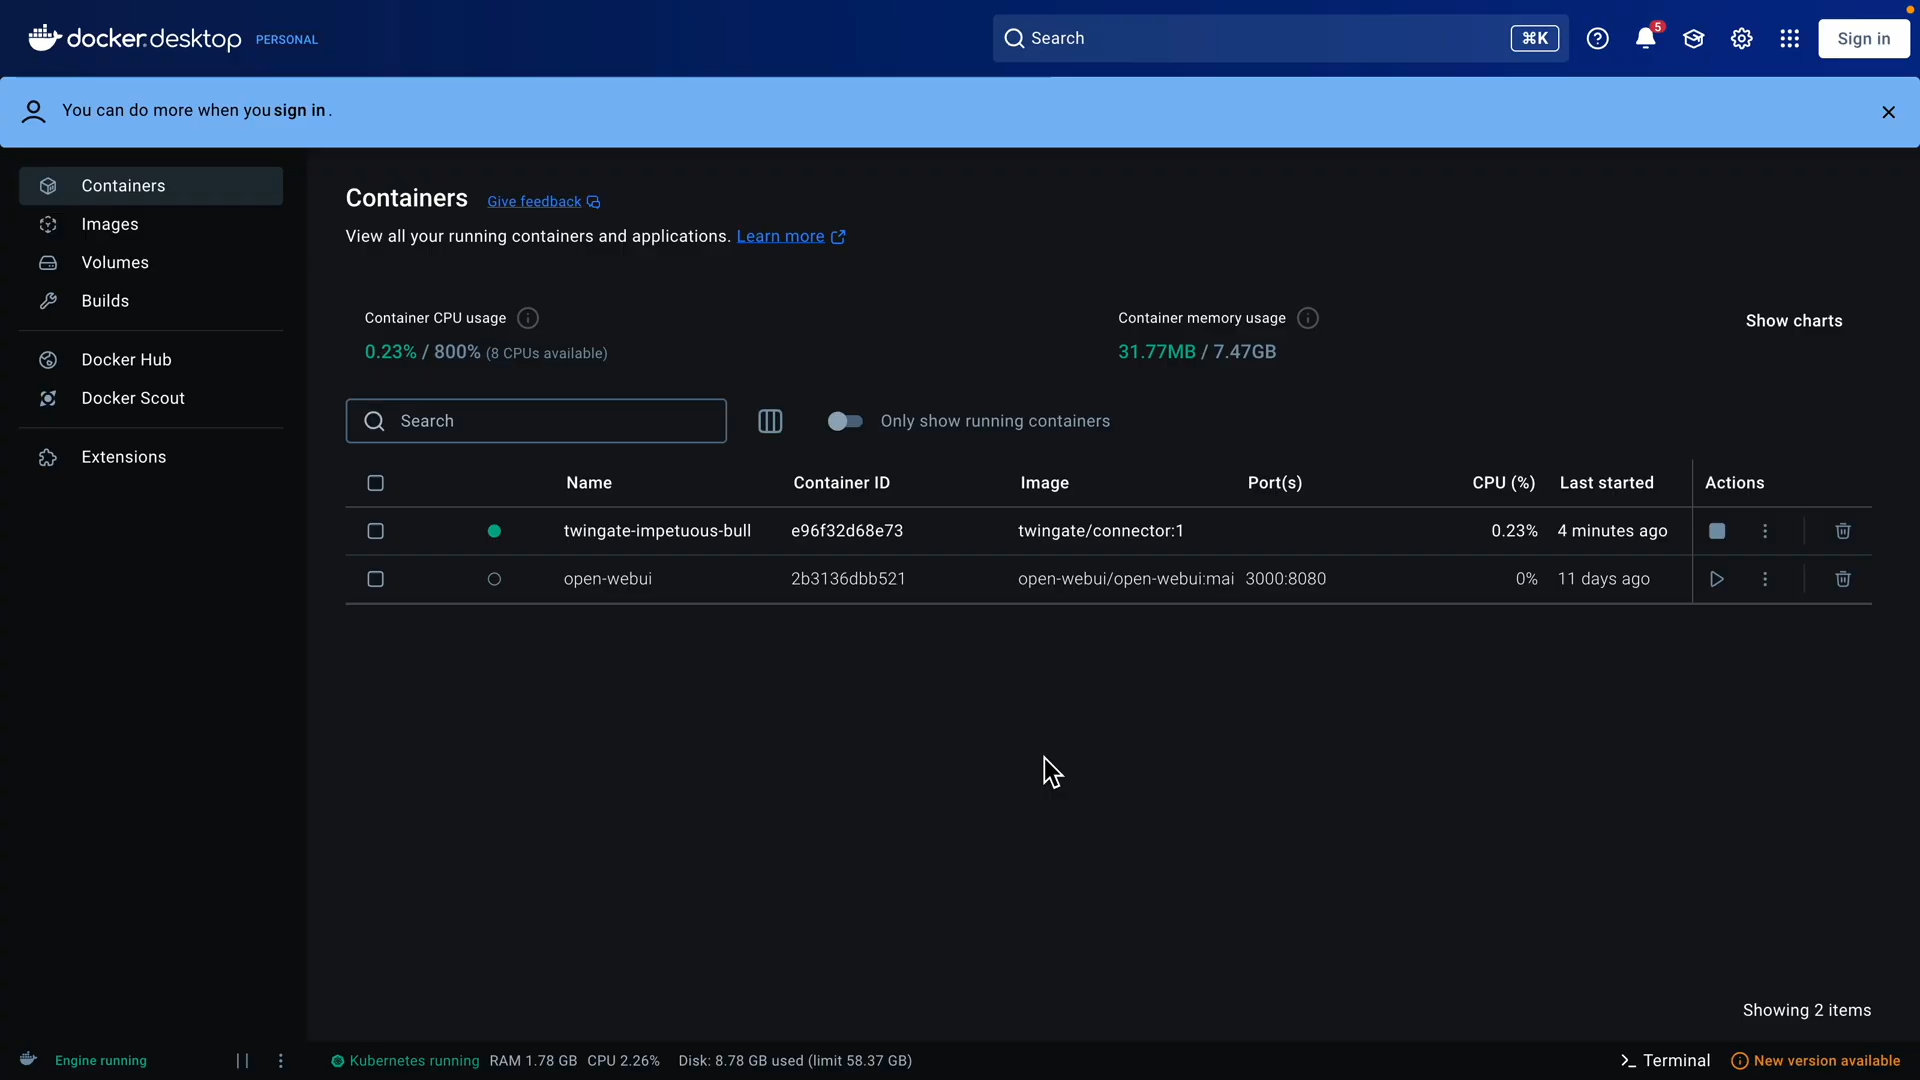 docker.desktop PERSONAL
Search
⌘K
5
Sign in
You can do more when you sign in.
Containers
Images
Volumes
Builds
Docker Hub
Docker Scout
Extensions
Containers Give feedback
View all your running containers and applications. Learn more
Container CPU usage
0.23% / 800% (8 CPUs available)
Container memory usage
31.77MB / 7.47GB
Show charts
Search
Only show running containers
Name Container ID Image Port(s) CPU (%) Last started Actions
twingate-impetuous-bull e96f32d68e73 twingate/connector:1 0.23% 4 minutes ago
open-webui 2b3136dbb521 open-webui/open-webui:mai 3000:8080 0% 11 days ago
Showing 2 items
Engine running
Kubernetes running RAM 1.78 GB CPU 2.26% Disk: 8.78 GB used (limit 58.37 GB)
>_ Terminal
New version available